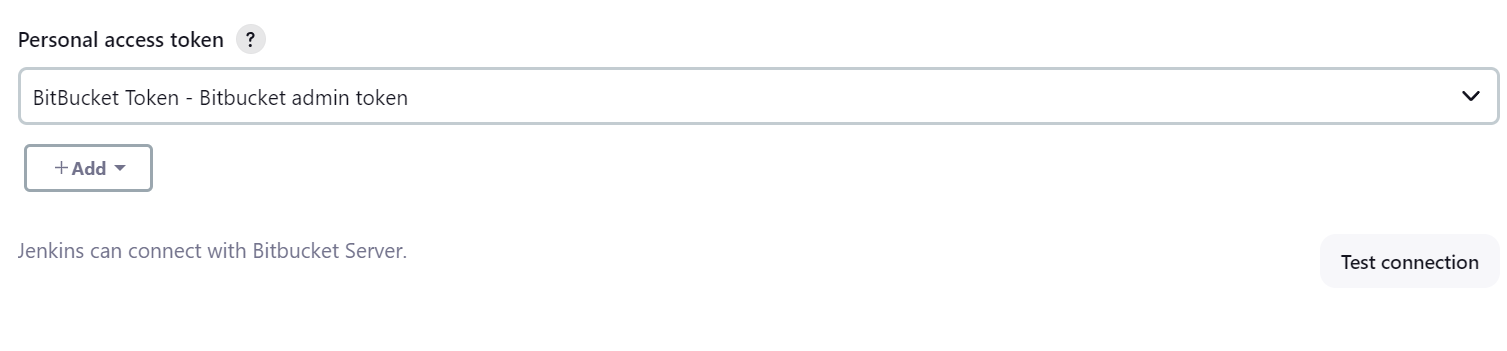 Personal access token ?
BitBucket Token - Bitbucket admin token
+Add
Jenkins can connect with Bitbucket Server.
Test connection